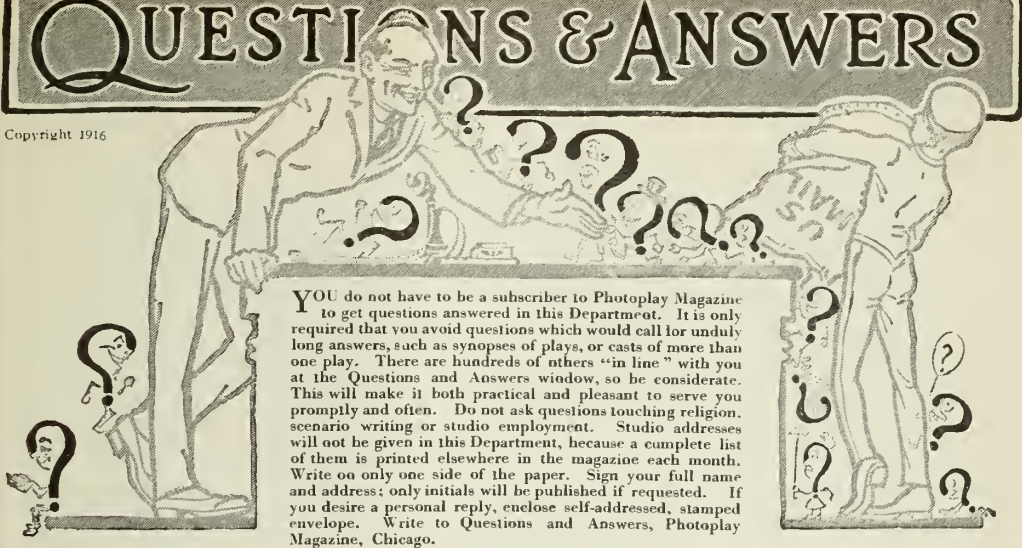 QUESTIONS & ANSWERS
Copyright 1916
U S MAIL
YOU do not have to be a subscriber to Photoplay Magazine
to get questions answered in this Department. It is only
required that you avoid questions which would call for unduly
long answers, such as synopses of plays, or casts of more than
one play. There are hundreds of others "in line" with you
at the Questions and Answers window, so be considerate.
This will make it both practical and pleasant to serve you
promptly and often. Do not ask questions touching religion,
scenario writing or studio employment. Studio addresses
will not be given in this Department, because a complete list
of them is printed elsewhere in the magazine each month.
Write on only one side of the paper. Sign your full name
and address; only initials will be published if requested. If
you desire a personal reply, enclose self-addressed, stamped
envelope. Write to Questions and Answers, Photoplay
Magazine, Chicago.